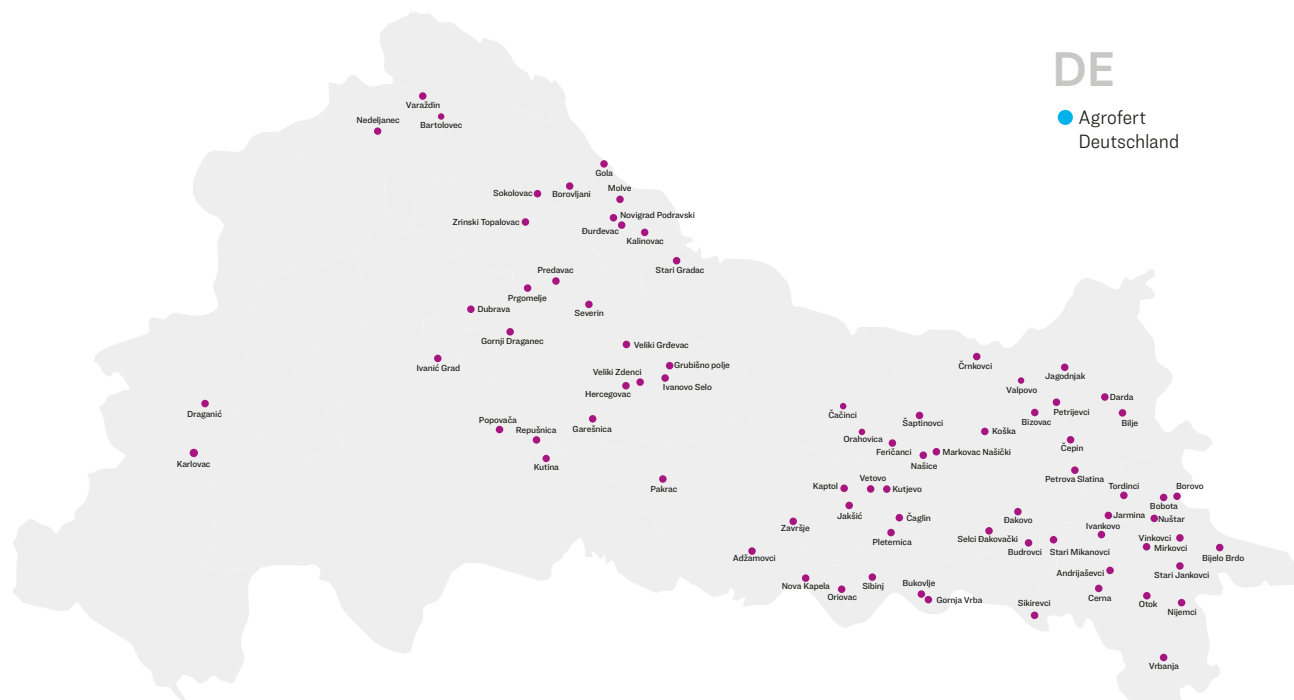 DE
Agrofert
Deutschland
Varaždin
Nedeljanec
Bartolovec
Gola
Sokolovac
Borovljani
Molve
Zrinski Topalovac
Novigrad Podravski
Đurđevac
Kalinovac
Stari Gradac
Predavac
Prgomelje
Dubrava
Severin
Gornji Draganec
Veliki Grđevac
Ivanić Grad
Grubišno polje
Veliki Zdenci
Ivanovo Selo
Hercegovac
Draganić
Popovača
Repušnica
Garešnica
Karlovac
Kutina
Pakrac
Črnkovci
Jagodnjak
Valpovo
Darda
Petrijevci
Bizovac
Bilje
Čačinci
Šaptinovci
Koška
Orahovica
Feričanci
Markovac Našički
Našice
Čepin
Petrova Slatina
Kaptol
Vetovo
Kutjevo
Tordinci
Borovo
Bobota
Jakšić
Čaglin
Đakovo
Jarmina
Nuštar
Završje
Ivankovo
Pleternica
Selci Đakovački
Budrovci
Stari Mikanovci
Vinkovci
Mirkovci
Bijelo Brdo
Adžamovci
Andrijaševci
Stari Jankovci
Nova Kapela
Sibinj
Bukovlje
Oriovac
Gornja Vrba
Sikirevci
Cerna
Otok
Nijemci
Vrbanja